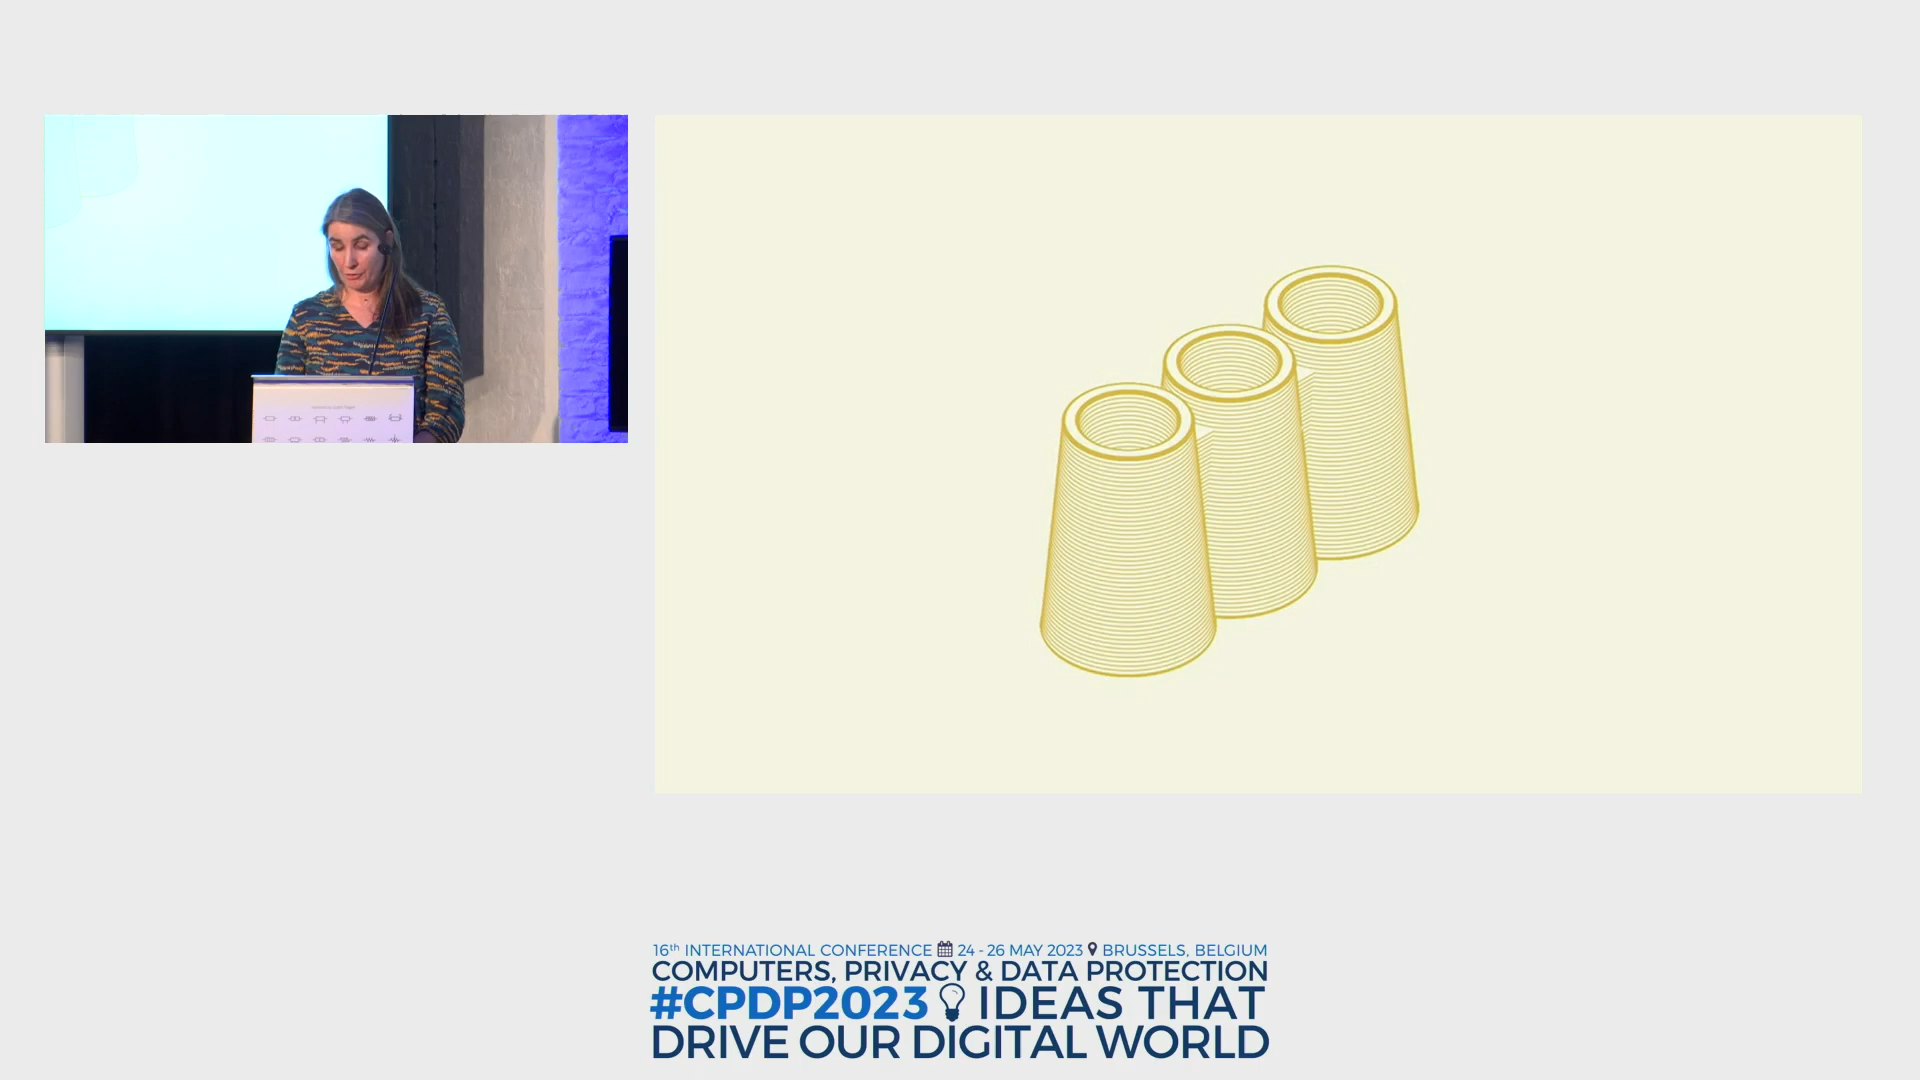 16th INTERNATIONAL CONFERENCE 24 - 26 MAY 2023 BRUSSELS, BELGIUM
COMPUTERS, PRIVACY & DATA PROTECTION
#CPDP2023 IDEAS THAT
DRIVE OUR DIGITAL WORLD